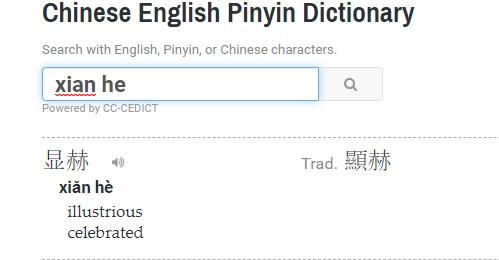 Chinese English Pinyin Dictionary
Search with English, Pinyin, or Chinese characters.
xian he
Powered by CC-CEDICT
显赫 Trad. 顯赫
xiǎn hè
illustrious
celebrated